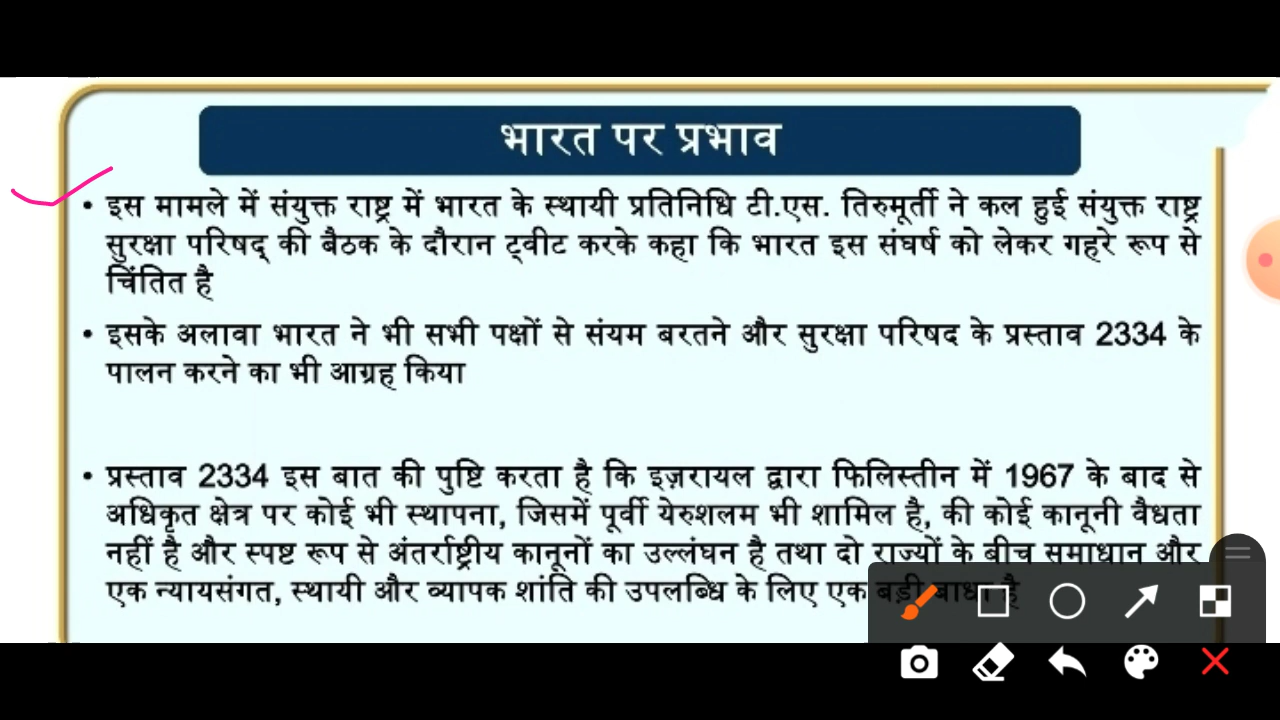 भारत पर प्रभाव
• इस मामले में संयुक्त राष्ट्र में भारत के स्थायी प्रतिनिधि टी.एस. तिरुमूर्ती ने कल हुई संयुक्त राष्ट्र
सुरक्षा परिषद् की बैठक के दौरान ट्वीट करके कहा कि भारत इस संघर्ष को लेकर गहरे रूप से
चिंतित है
• इसके अलावा भारत ने भी सभी पक्षों से संयम बरतने और सुरक्षा परिषद के प्रस्ताव 2334 के
पालन करने का भी आग्रह किया
• प्रस्ताव 2334 इस बात की पुष्टि करता है कि इज़रायल द्वारा फिलिस्तीन में 1967 के बाद से
अधिकृत क्षेत्र पर कोई भी स्थापना, जिसमें पूर्वी येरुशलम भी शामिल है, की कोई कानूनी वैधता
नहीं है और स्पष्ट रूप से अंतर्राष्ट्रीय कानूनों का उल्लंघन है तथा दो राज्यों के बीच समाधान और
एक न्यायसंगत, स्थायी और व्यापक शांति की उपलब्धि के लिए एक बड़ी बाधा है